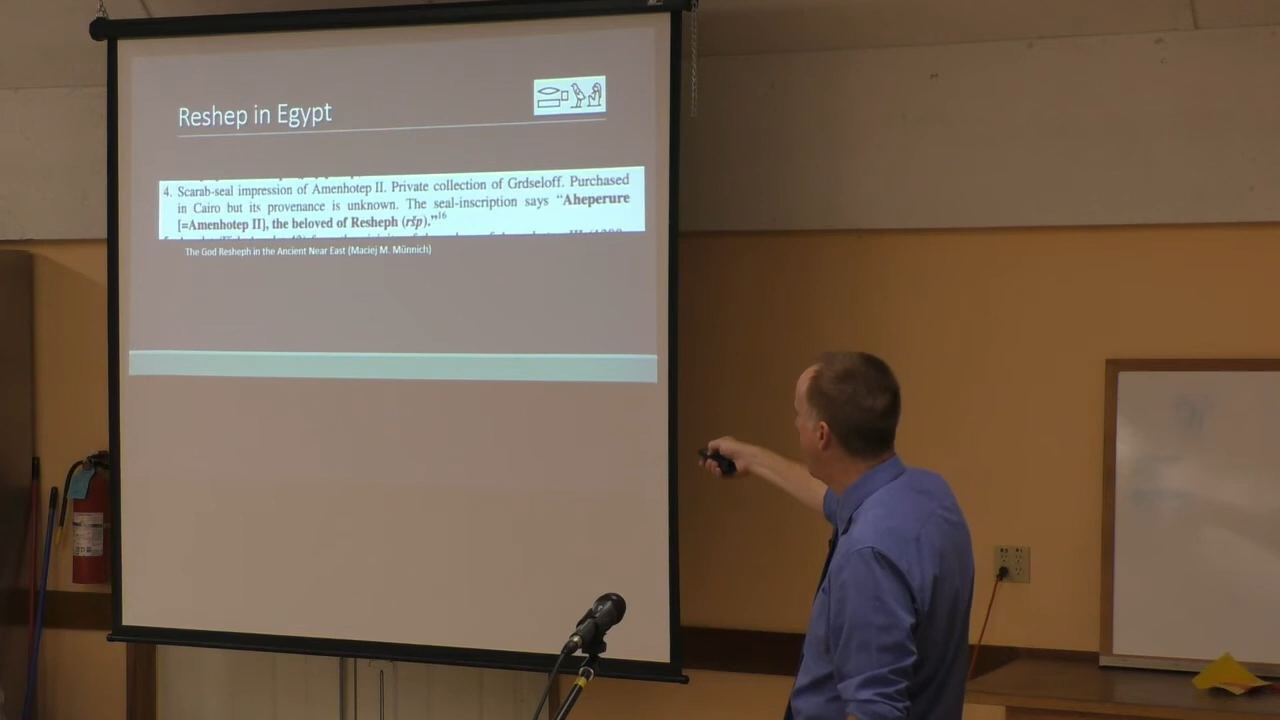 Reshep in Egypt
4. Scarab-seal impression of Amenhotep II. Private collection of Grdseloff. Purchased
in Cairo but its provenance is unknown. The seal-inscription says “Aheperure
[=Amenhotep II], the beloved of Resheph (ršp).”16
The God Resheph in the Ancient Near East (Maciej M. Münnich)